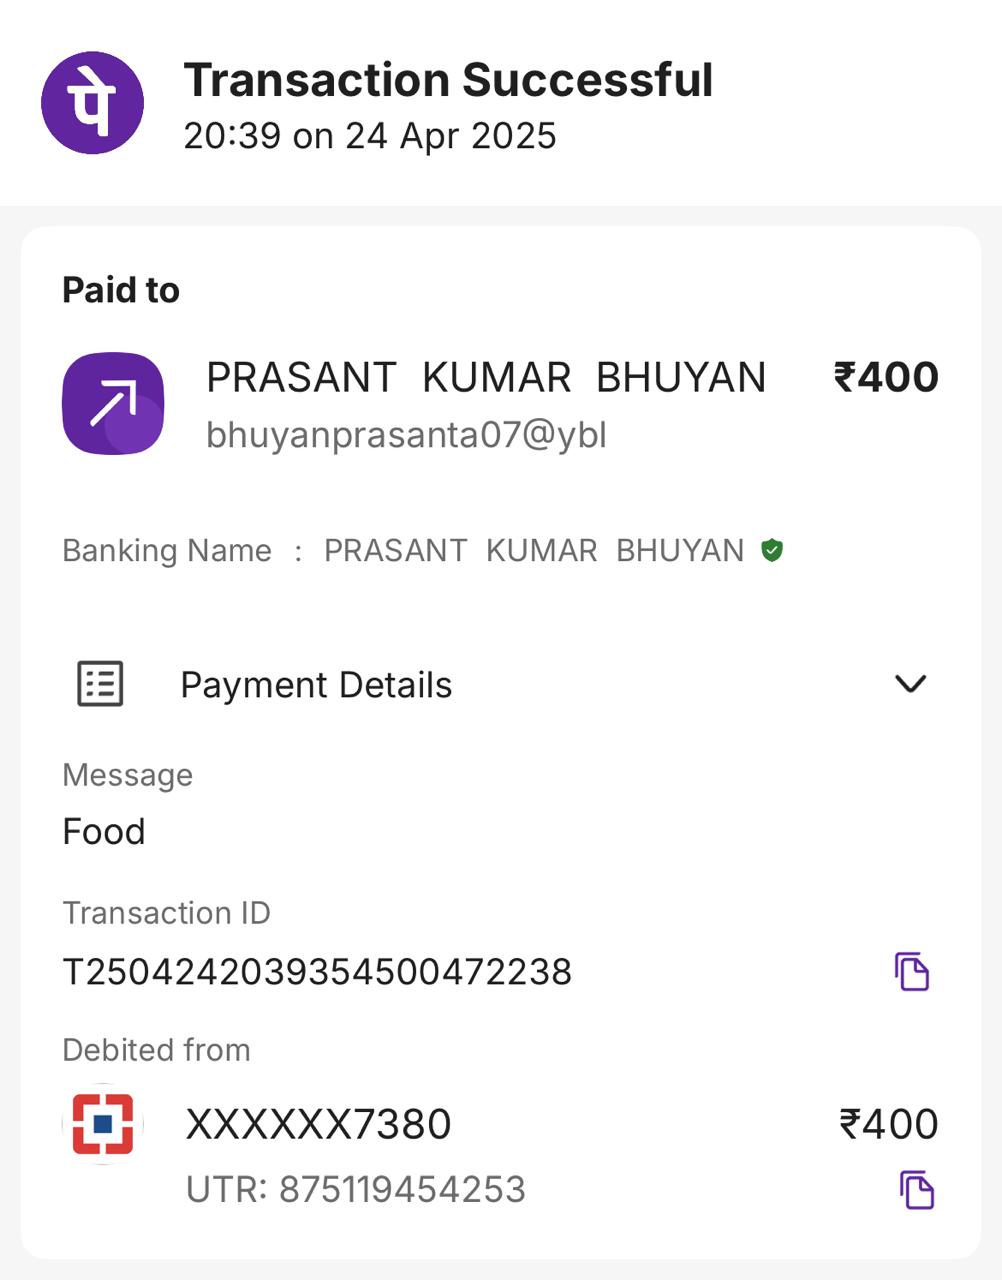 पे
Transaction Successful
20:39 on 24 Apr 2025
Paid to
PRASANT KUMAR BHUYAN ₹400
bhuyanprasanta07@ybl
Banking Name : PRASANT KUMAR BHUYAN
Payment Details
Message
Food
Transaction ID
T2504242039354500472238
Debited from
XXXXXX7380 ₹400
UTR: 875119454253